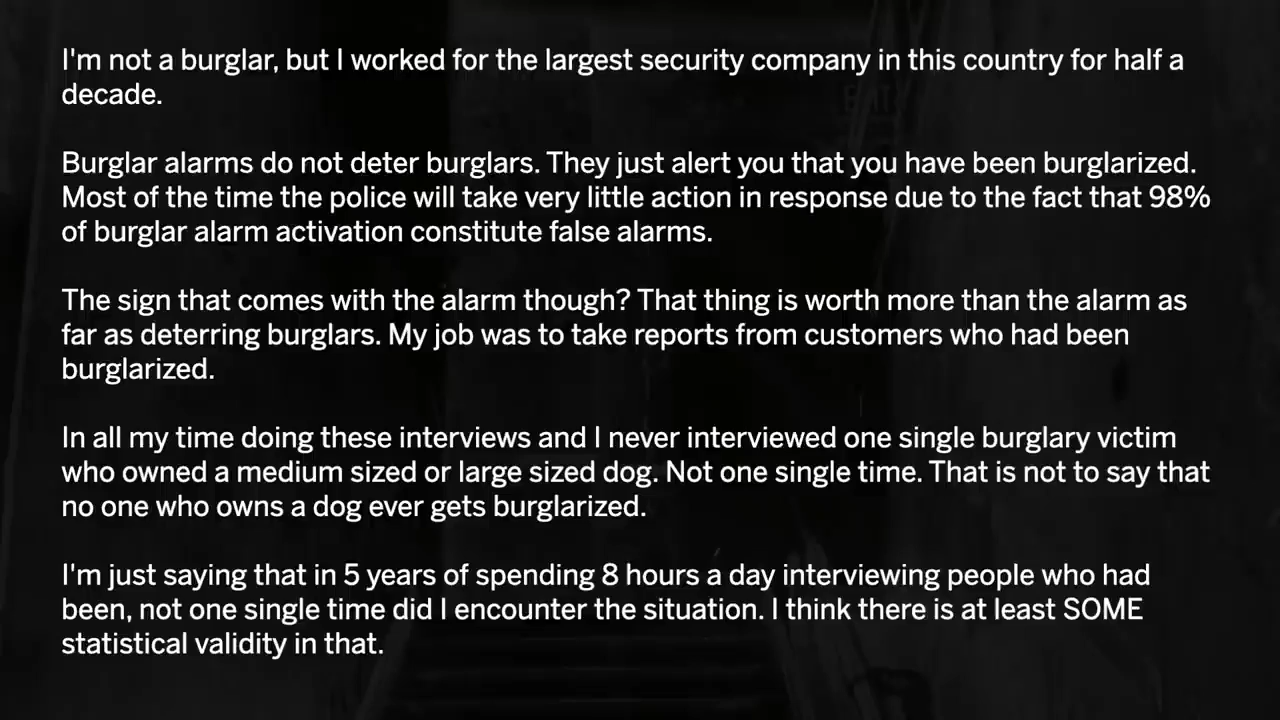 I'm not a burglar, but I worked for the largest security company in this country for half a
decade.
Burglar alarms do not deter burglars. They just alert you that you have been burglarized.
Most of the time the police will take very little action in response due to the fact that 98%
of burglar alarm activation constitute false alarms.
The sign that comes with the alarm though? That thing is worth more than the alarm as
far as deterring burglars. My job was to take reports from customers who had been
burglarized.
In all my time doing these interviews and I never interviewed one single burglary victim
who owned a medium sized or large sized dog. Not one single time. That is not to say that
no one who owns a dog ever gets burglarized.
I'm just saying that in 5 years of spending 8 hours a day interviewing people who had
been, not one single time did I encounter the situation. I think there is at least SOME
statistical validity in that.